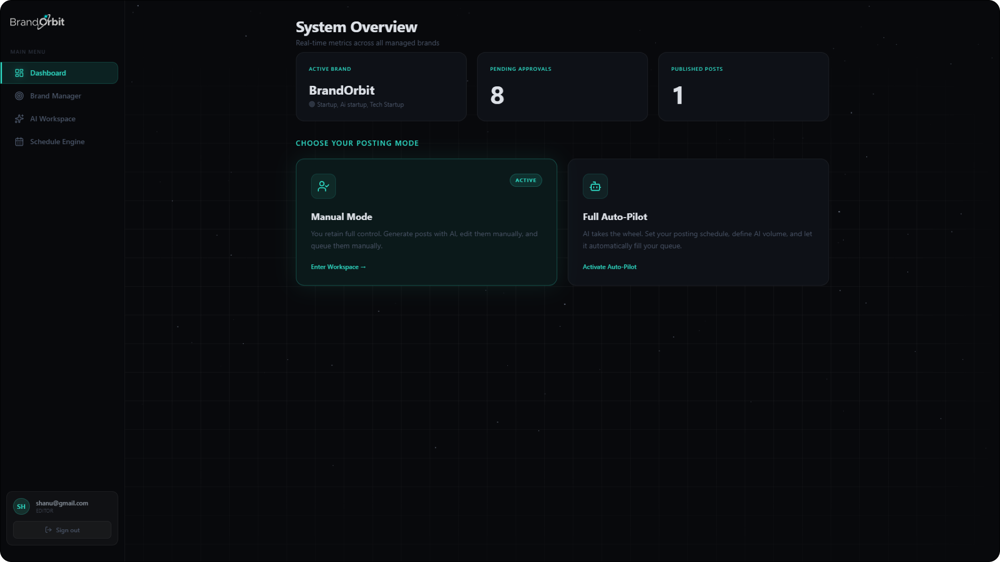 BrandOrbit
MAIN MENU
Dashboard
Brand Manager
AI Workspace
Schedule Engine
SH
shanu@gmail.com
EDITOR
Sign out
System Overview
Real-time metrics across all managed brands
ACTIVE BRAND
BrandOrbit
Startup, Ai startup, Tech Startup
PENDING APPROVALS
8
PUBLISHED POSTS
1
CHOOSE YOUR POSTING MODE
ACTIVE
Manual Mode
You retain full control. Generate posts with AI, edit them manually, and
queue them manually.
Enter Workspace →
Full Auto-Pilot
AI takes the wheel. Set your posting schedule, define AI volume, and let
it automatically fill your queue.
Activate Auto-Pilot